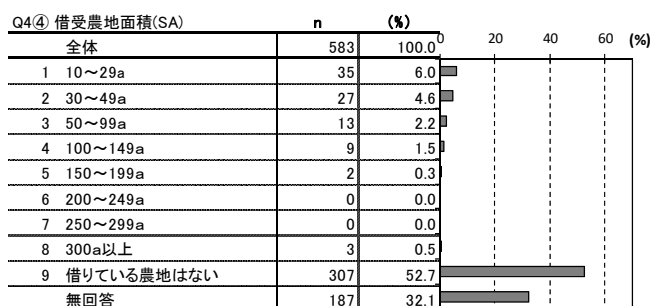 Q4④ 借受農地面積(SA) n (%)
全体 583 100.0
0 20 40 60 (%)
1 10～29a 35 6.0
2 30～49a 27 4.6
3 50～99a 13 2.2
4 100～149a 9 1.5
5 150～199a 2 0.3
6 200～249a 0 0.0
7 250～299a 0 0.0
8 300a以上 3 0.5
9 借りている農地はない 307 52.7
無回答 187 32.1